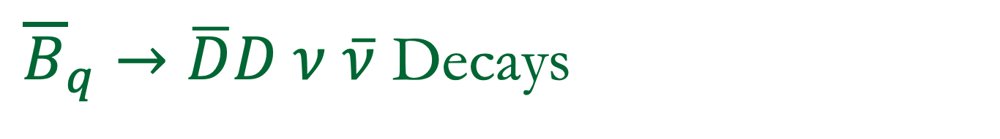 B̅_q → D̅ D ν ν̄ Decays